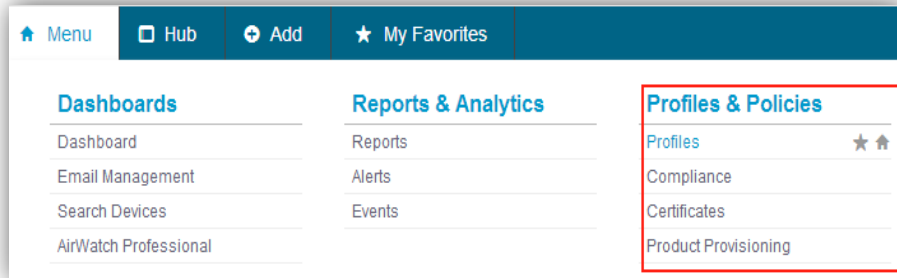 Menu Hub Add My Favorites
Dashboards
Dashboard
Email Management
Search Devices
AirWatch Professional
Reports & Analytics
Reports
Alerts
Events
Profiles & Policies
Profiles
Compliance
Certificates
Product Provisioning